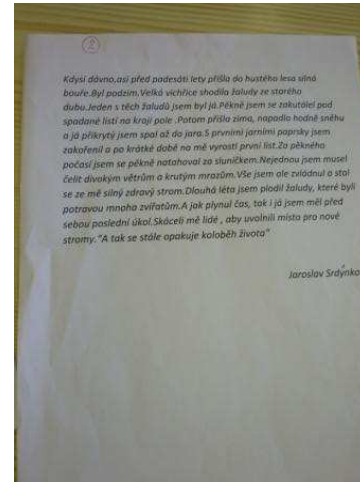 2
Kdysi dávno,asi před padesáti lety přišla do hustého lesa silná
bouře.Byl podzim.Velká vichřice shodila žaludy ze starého
dubu.Jeden s těch žaludů jsem byl já.Pěkně jsem se zakutálel pod
spadané listí na kraji pole .Potom přišla zima, napadlo hodně sněhu
a já přikrytý jsem spal až do jara.S prvními jarními paprsky jsem
zakořenil a po krátké době na mě vyrostl první list.Za pěkného
počasí jsem se pěkně natahoval za sluníčkem.Nejednou jsem musel
čelit divokým větrům a krutým mrazům.Vše jsem ale zvládnul a stal
se ze mě silný zdravý strom.Dlouhá léta jsem plodil žaludy, které byli
potravou mnoha zvířatům.A jak plynul čas, tak i já jsem měl před
sebou poslední úkol.Skáceli mě lidé , aby uvolnili místo pro nové
stromy."A tak se stále opakuje koloběh života"
Jaroslav Srdýnko